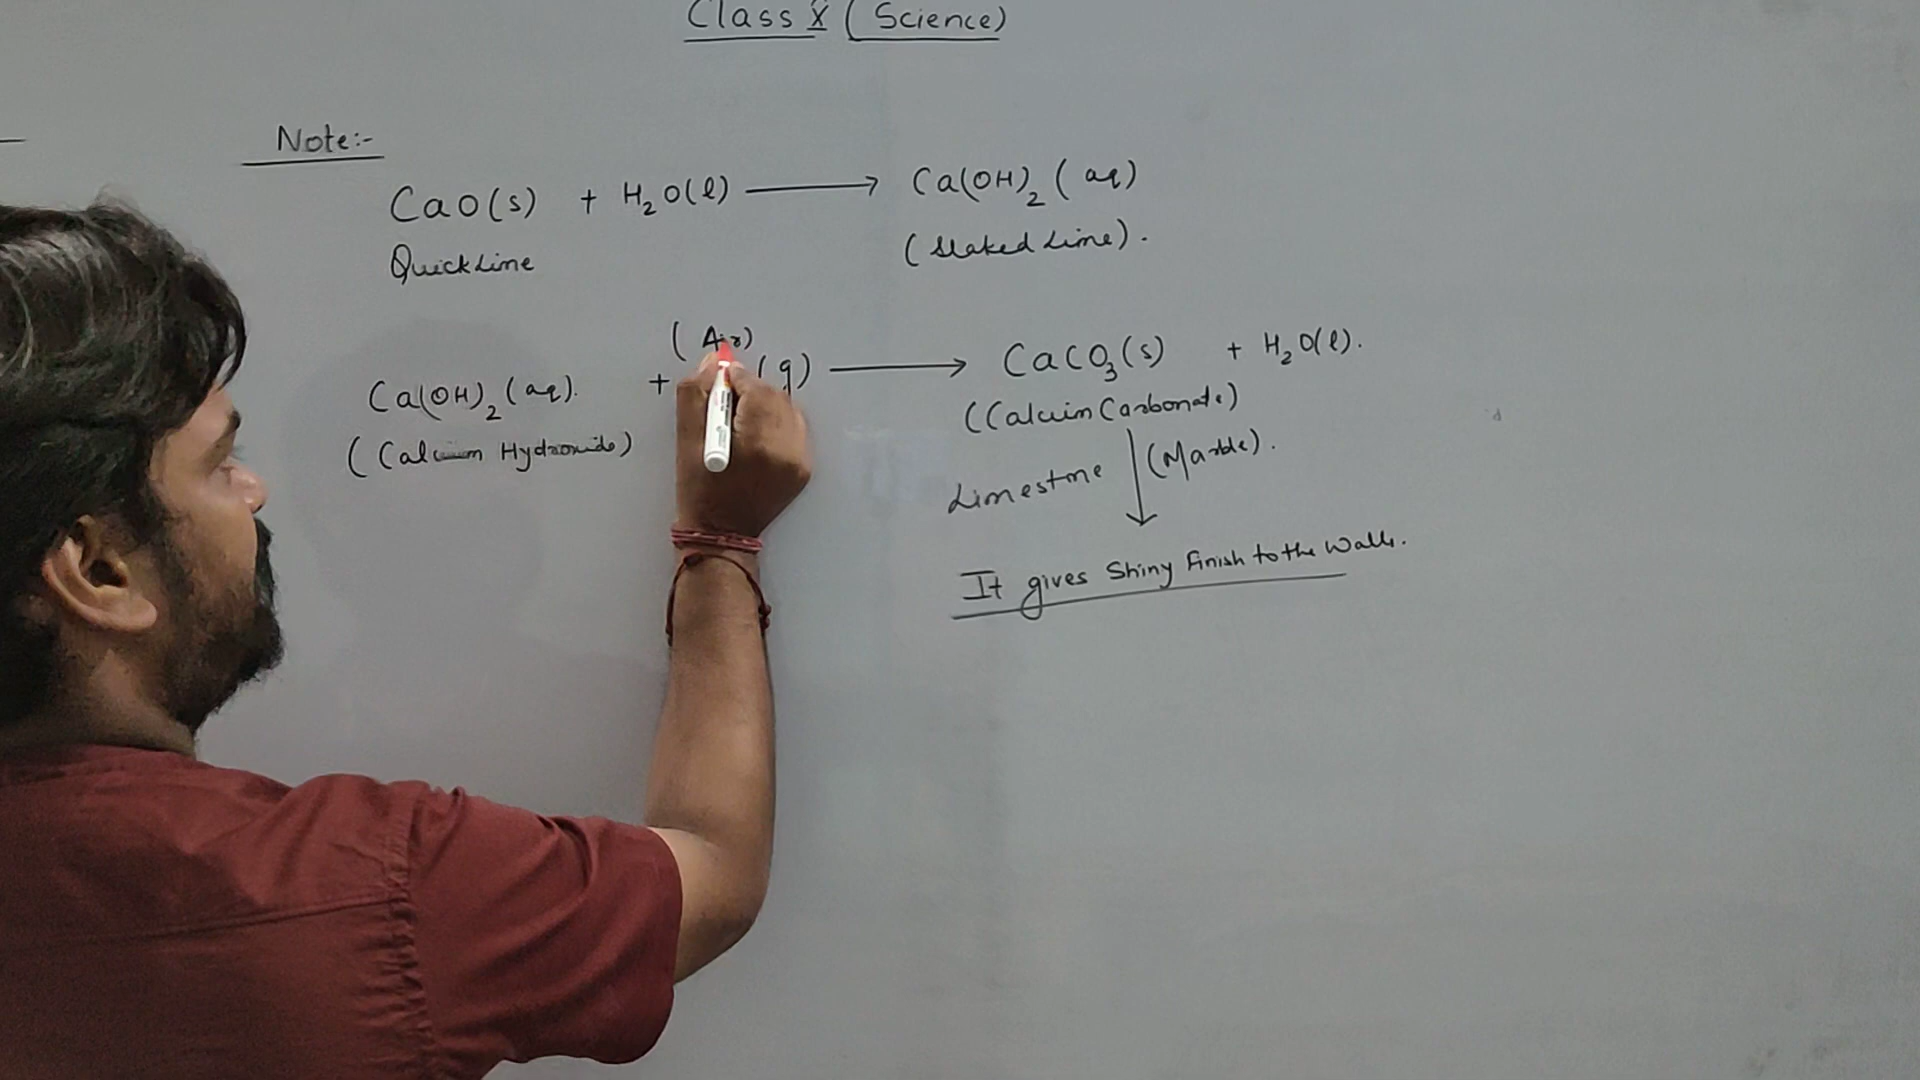 Class X (Science)
Note:-
CaO(s) + H2O(l) ⟶ Ca(OH)2 (aq)
Quick Lime (Slaked Lime).
(Air)
Ca(OH)2 (aq). + (g) ⟶ CaCO3(s) + H2O(l).
(Calcium Hydroxide) (Calcium Carbonate)
Limestone (Marble).
It gives Shiny Finish to the Walls.